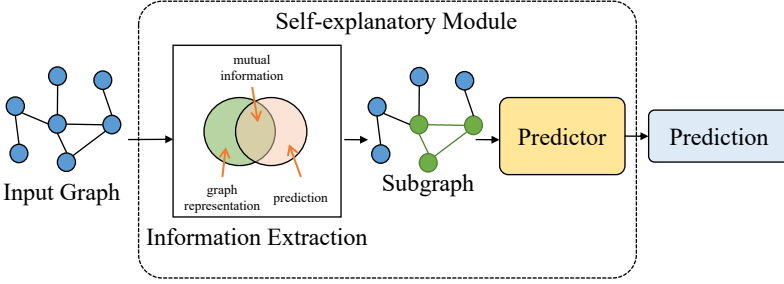 Self-explanatory Module
mutual
information
graph
representation
prediction
Input Graph
Information Extraction
Subgraph
Predictor
Prediction